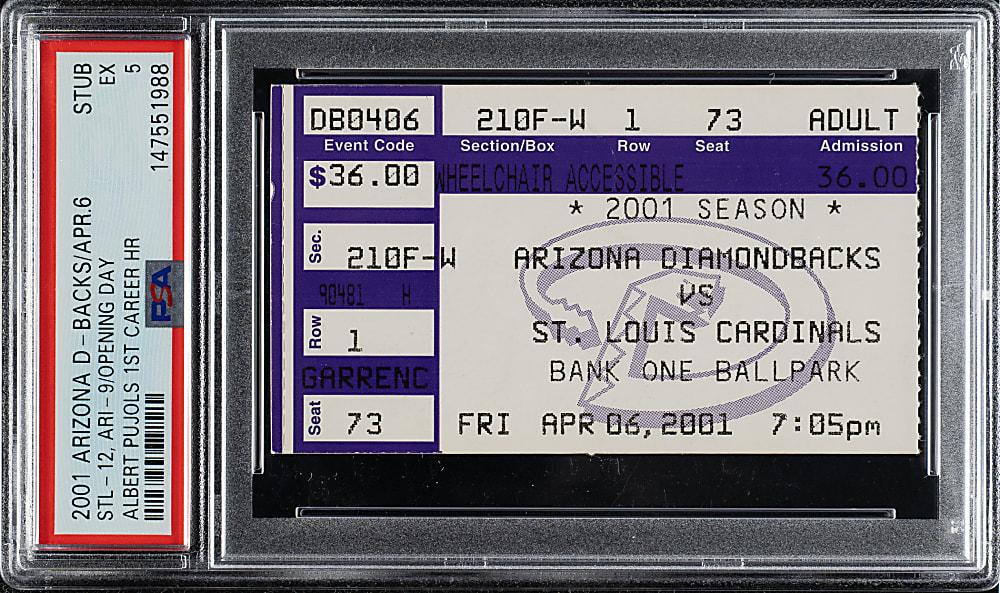 2001 ARIZONA D-BACKS/APR.6 STUB
STL-12, ARI-9/OPENING DAY EX
ALBERT PUJOLS 1ST CAREER HR 5
147551988
PSA
DB0406 210F-W 1 73 ADULT
Event Code Section/Box Row Seat Admission
$36.00 WHEELCHAIR ACCESSIBLE 36.00
* 2001 SEASON *
Sec. 210F-W ARIZONA DIAMONDBACKS
90481 H VS
Row 1 ST. LOUIS CARDINALS
GARRENC BANK ONE BALLPARK
Seat 73 FRI APR 06,2001 7:05pm